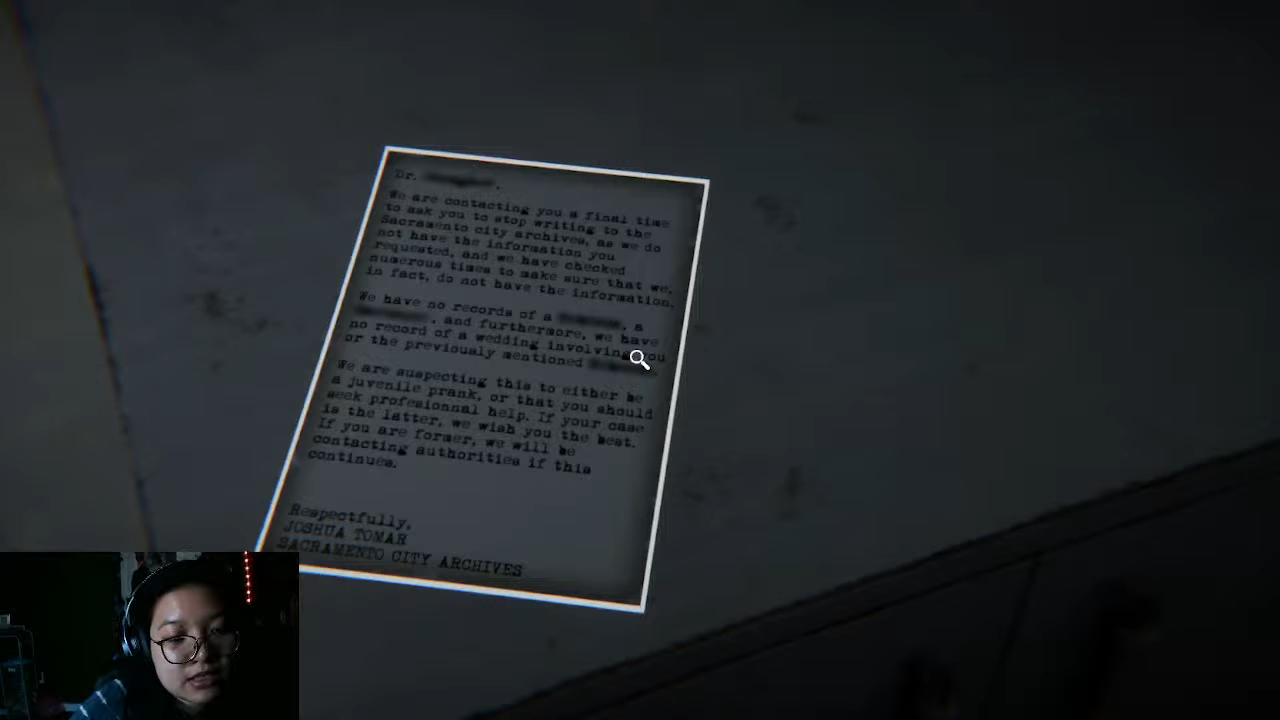 Dr. ,
We are contacting you a final time
to ask you to stop writing to the
Sacramento city archives, as we do
not have the information you
requested, and we have checked
numerous times to make sure that we,
in fact, do not have the information.
We have no records of a , a
, and furthermore, we have
no record of a wedding involving you
or the previously mentioned
We are suspecting this to either be
a juvenile prank, or that you should
seek profesionnal help. If your case
is the latter, we wish you the best.
If you are former, we will be
contacting authorities if this
continues.
Respectfully,
JOSHUA TOMAR
SACRAMENTO CITY ARCHIVES